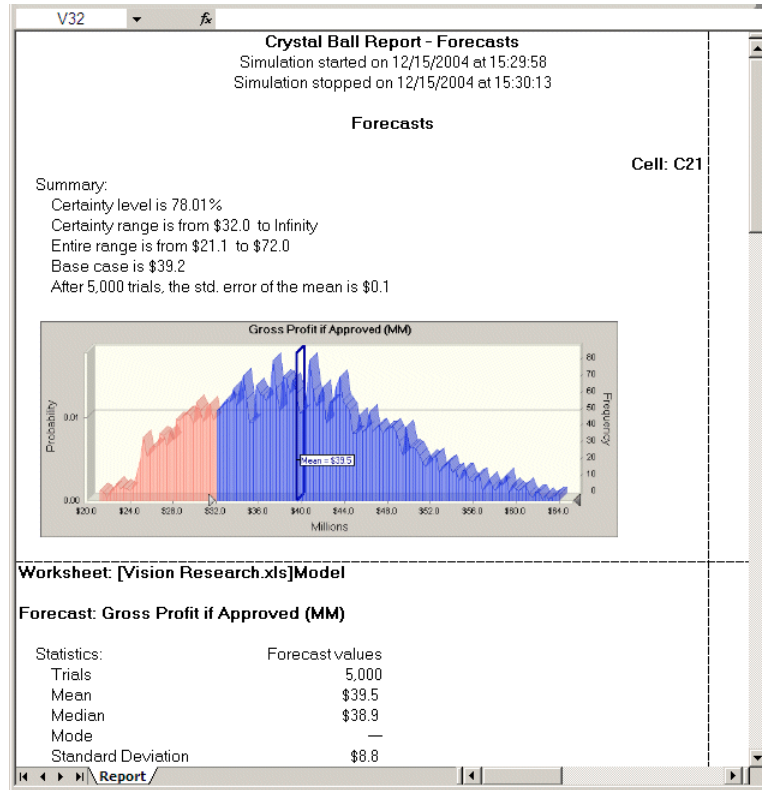 V32 fx
Crystal Ball Report - Forecasts
Simulation started on 12/15/2004 at 15:29:58
Simulation stopped on 12/15/2004 at 15:30:13
Forecasts
Cell: C21
Summary:
Certainty level is 78.01%
Certainty range is from $32.0 to Infinity
Entire range is from $21.1 to $72.0
Base case is $39.2
After 5,000 trials, the std. error of the mean is $0.1
Gross Profit if Approved (MM)
Probability
0.01
0.00
Mean = $39.5
80
70
60
50
40
30
20
10
0
Frequency
$20.0 $24.0 $28.0 $32.0 $36.0 $40.0 $44.0 $48.0 $52.0 $56.0 $60.0 $64.0
Millions
Worksheet: [Vision Research.xls]Model
Forecast: Gross Profit if Approved (MM)
Statistics: Forecast values
Trials 5,000
Mean $39.5
Median $38.9
Mode —
Standard Deviation $8.8
Report